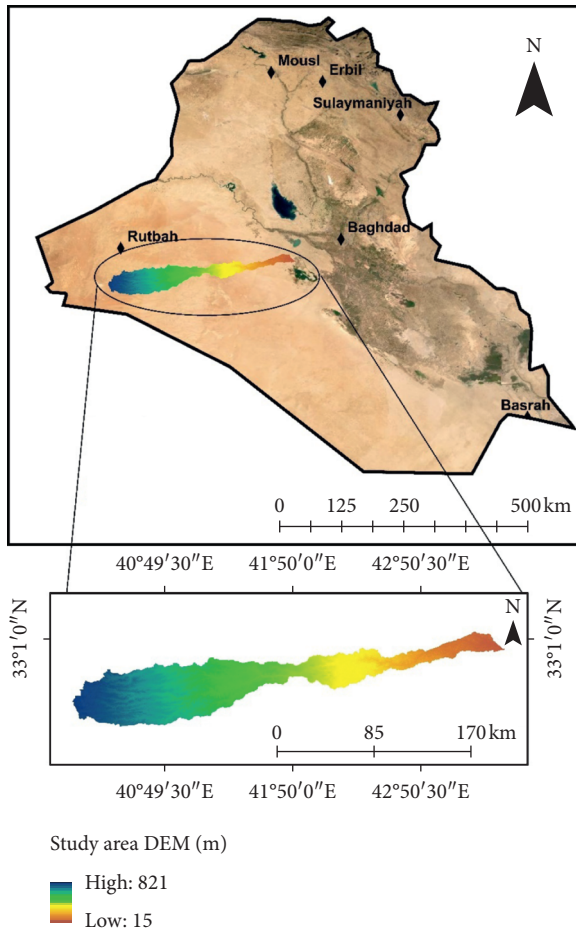 N
Mousl
Erbil
Sulaymaniyah
Baghdad
Rutbah
Basrah
0 125 250 500 km
40°49′30″E 41°50′0″E 42°50′30″E
33°1′0″N
N
33°1′0″N
0 85 170 km
40°49′30″E 41°50′0″E 42°50′30″E
Study area DEM (m)
High: 821
Low: 15